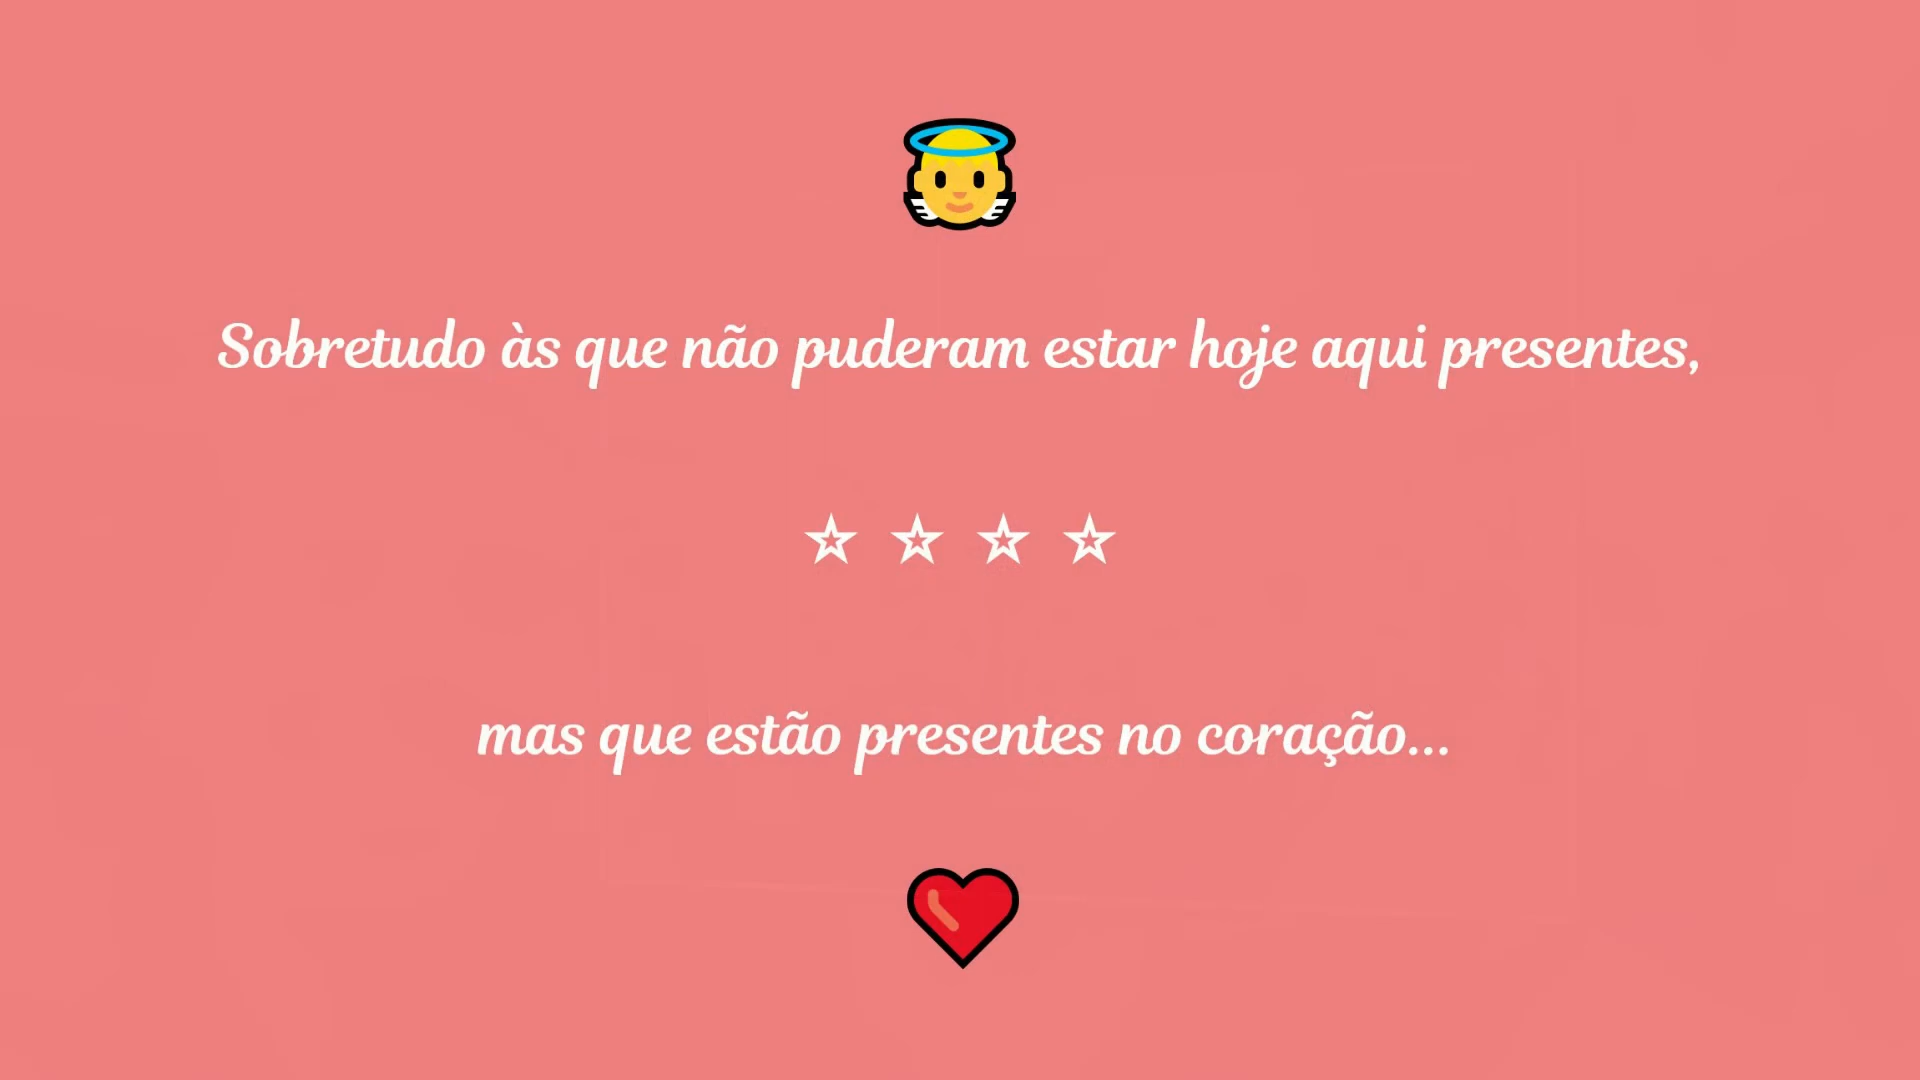 Sobretudo às que não puderam estar hoje aqui presentes,
☆ ☆ ☆ ☆
mas que estão presentes no coração...